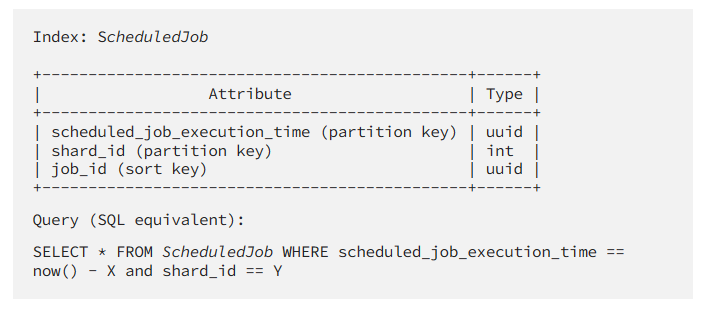 Index: ScheduledJob
+----------------------------------------------+------+
| Attribute | Type |
+----------------------------------------------+------+
| scheduled_job_execution_time (partition key) | uuid |
| shard_id (partition key) | int |
| job_id (sort key) | uuid |
+----------------------------------------------+------+
Query (SQL equivalent):
SELECT * FROM ScheduledJob WHERE scheduled_job_execution_time ==
now() - X and shard_id == Y